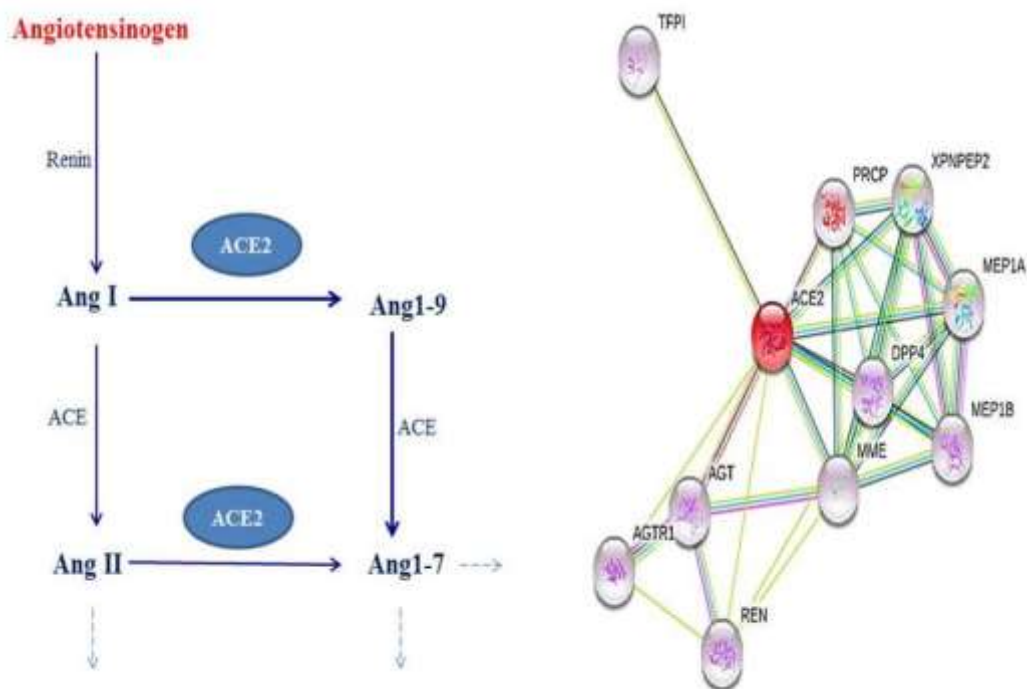 Angiotensinogen
Renin
ACE2
Ang I
Ang1-9
ACE
ACE
ACE2
Ang II
Ang1-7
TFPI
PRCP
XPNPEP2
MEP1A
ACE2
DPP4
MEP1B
MME
AGT
AGTR1
REN